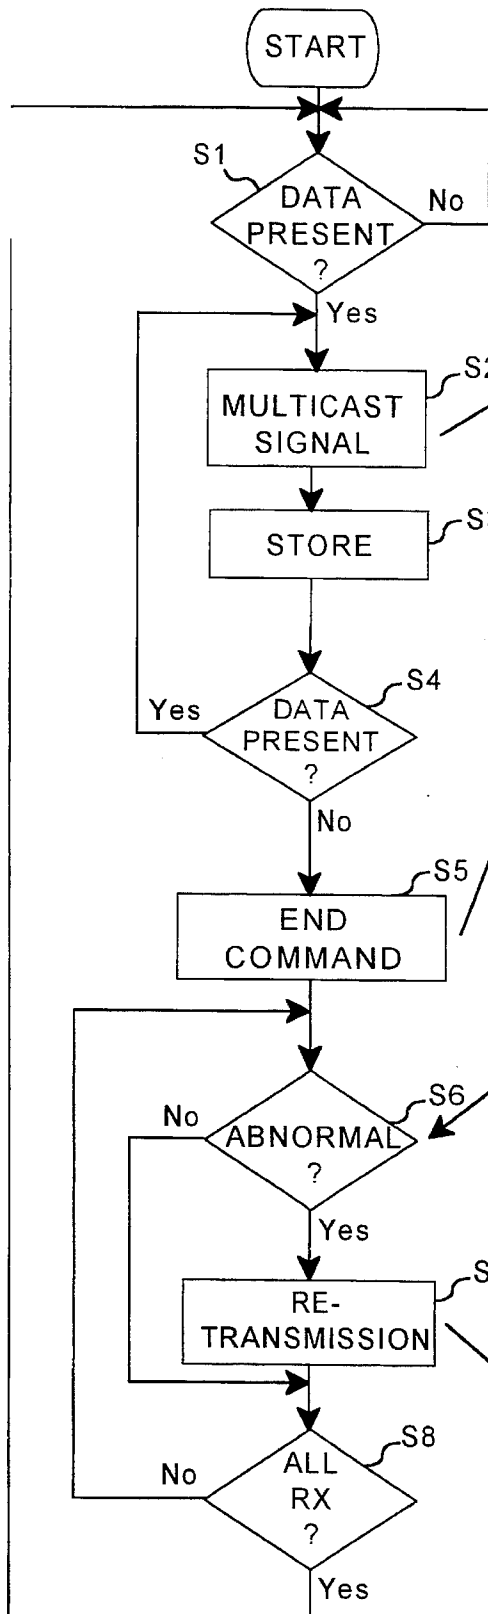 START
S1
DATA
PRESENT
?
No
Yes
S2
MULTICAST
SIGNAL
STORE
S4
Yes
DATA
PRESENT
?
No
S5
END
COMMAND
No
S6
ABNORMAL
?
Yes
RE-
TRANSMISSION
S8
No
ALL
RX
?
Yes